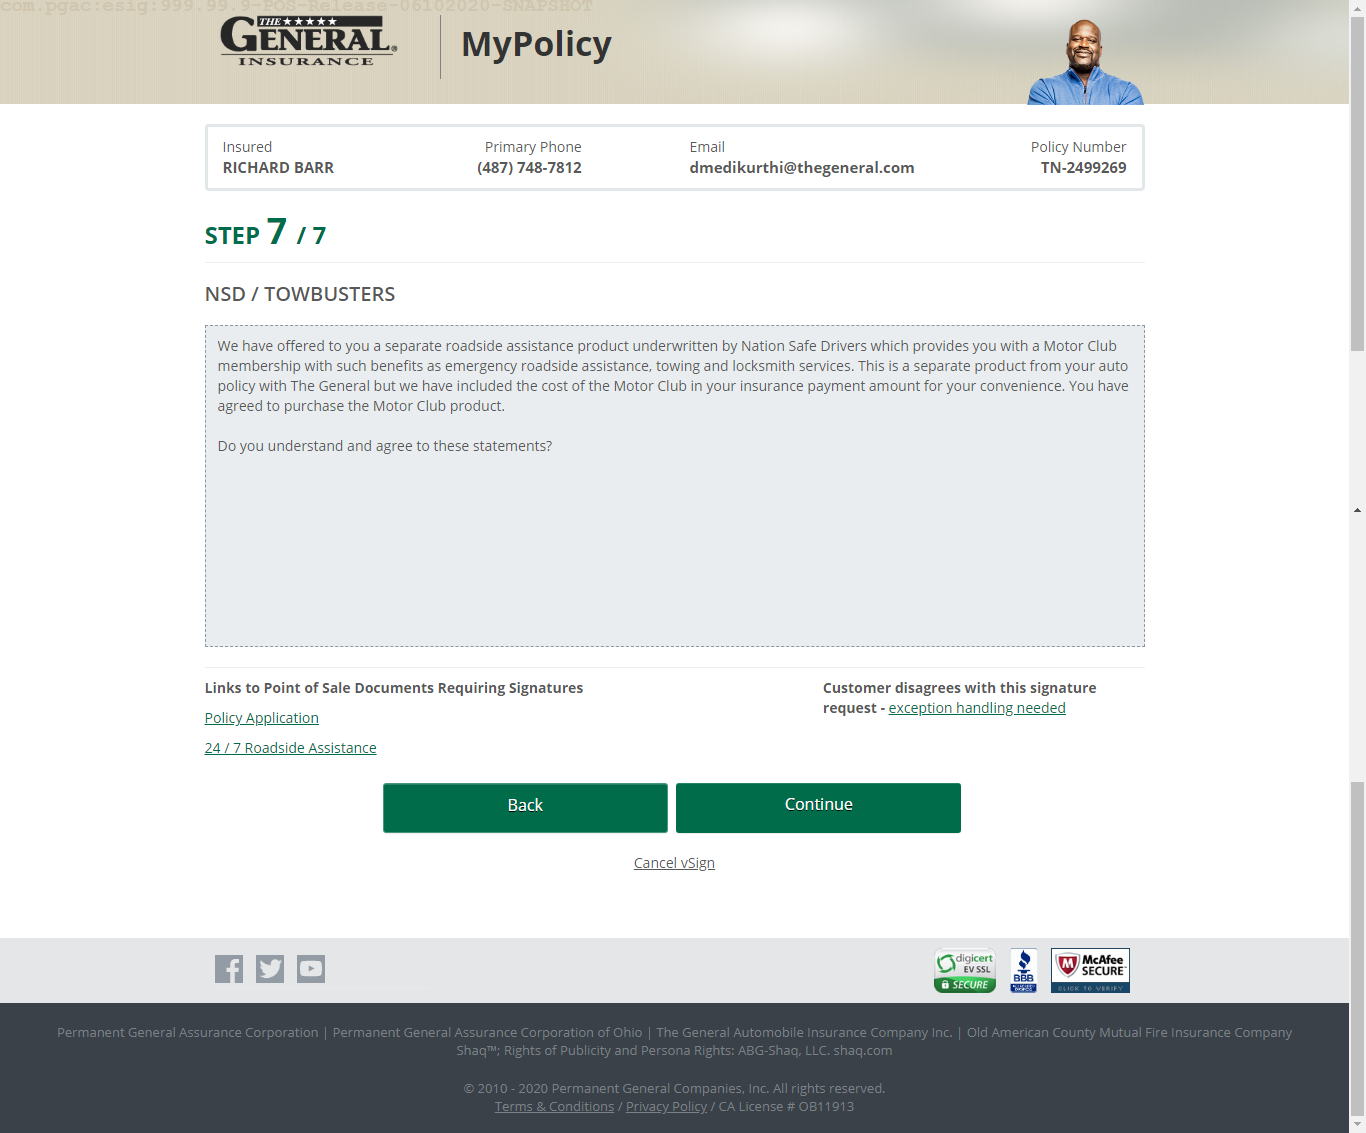 com.pgac:esig:999.99.9-POS-Release-06102020-SNAPSHOT
THE
GENERAL®
INSURANCE
MyPolicy
Insured Primary Phone Email Policy Number
RICHARD BARR (487) 748-7812 dmedikurthi@thegeneral.com TN-2499269
STEP 7 / 7
NSD / TOWBUSTERS
We have offered to you a separate roadside assistance product underwritten by Nation Safe Drivers which provides you with a Motor Club
membership with such benefits as emergency roadside assistance, towing and locksmith services. This is a separate product from your auto
policy with The General but we have included the cost of the Motor Club in your insurance payment amount for your convenience. You have
agreed to purchase the Motor Club product.
Do you understand and agree to these statements?
Links to Point of Sale Documents Requiring Signatures
Policy Application
24 / 7 Roadside Assistance
Customer disagrees with this signature
request - exception handling needed
Back Continue
Cancel vSign
digicert
EV SSL
SECURE
BBB
McAfee
SECURE™
CLICK TO VERIFY
Permanent General Assurance Corporation | Permanent General Assurance Corporation of Ohio | The General Automobile Insurance Company Inc. | Old American County Mutual Fire Insurance Company
Shaq™; Rights of Publicity and Persona Rights: ABG-Shaq, LLC. shaq.com
© 2010 - 2020 Permanent General Companies, Inc. All rights reserved.
Terms & Conditions / Privacy Policy / CA License # OB11913